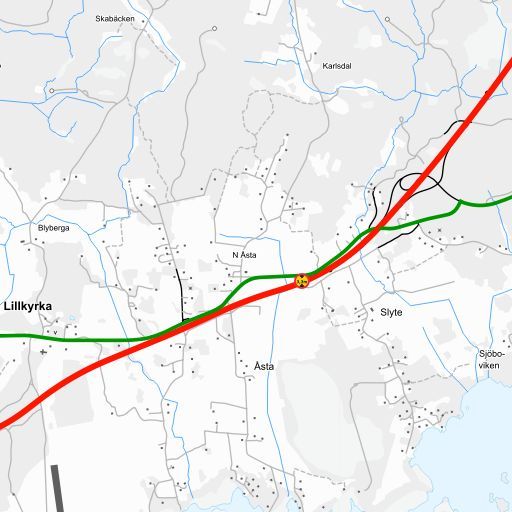 Skabäcken
Karlsdal
Blyberga
N Åsta
Lillkyrka
Slyte
Sjöbo-
viken
Åsta